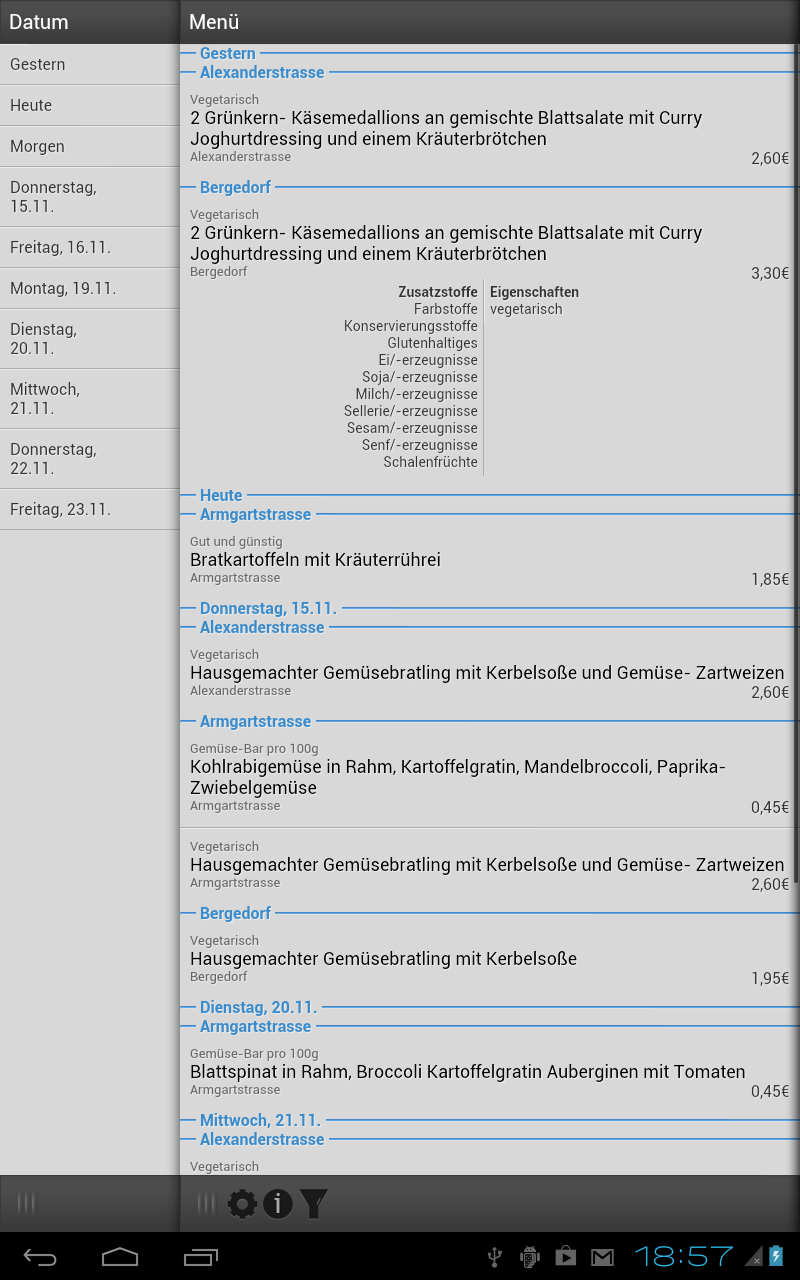 Datum
Gestern
Heute
Morgen
Donnerstag,
15.11.
Freitag, 16.11.
Montag, 19.11.
Dienstag,
20.11.
Mittwoch,
21.11.
Donnerstag,
22.11.
Freitag, 23.11.
Menü
Gestern
Alexanderstrasse
Vegetarisch
2 Grünkern- Käsemedallions an gemischte Blattsalate mit Curry
Joghurtdressing und einem Kräuterbrötchen
Alexanderstrasse 2,60€
Bergedorf
Vegetarisch
2 Grünkern- Käsemedallions an gemischte Blattsalate mit Curry
Joghurtdressing und einem Kräuterbrötchen
Bergedorf 3,30€
Zusatzstoffe Eigenschaften
Farbstoffe vegetarisch
Konservierungsstoffe
Glutenhaltiges
Ei/-erzeugnisse
Soja/-erzeugnisse
Milch/-erzeugnisse
Sellerie/-erzeugnisse
Sesam/-erzeugnisse
Senf/-erzeugnisse
Schalenfrüchte
Heute
Armgartstrasse
Gut und günstig
Bratkartoffeln mit Kräuterrührei
Armgartstrasse 1,85€
Donnerstag, 15.11.
Alexanderstrasse
Vegetarisch
Hausgemachter Gemüsebratling mit Kerbelsoße und Gemüse- Zartweizen
Alexanderstrasse 2,60€
Armgartstrasse
Gemüse-Bar pro 100g
Kohlrabigemüse in Rahm, Kartoffelgratin, Mandelbroccoli, Paprika-
Zwiebelgemüse
Armgartstrasse 0,45€
Vegetarisch
Hausgemachter Gemüsebratling mit Kerbelsoße und Gemüse- Zartweizen
Armgartstrasse 2,60€
Bergedorf
Vegetarisch
Hausgemachter Gemüsebratling mit Kerbelsoße
Bergedorf 1,95€
Dienstag, 20.11.
Armgartstrasse
Gemüse-Bar pro 100g
Blattspinat in Rahm, Broccoli Kartoffelgratin Auberginen mit Tomaten
Armgartstrasse 0,45€
Mittwoch, 21.11.
Alexanderstrasse
Vegetarisch
18:57